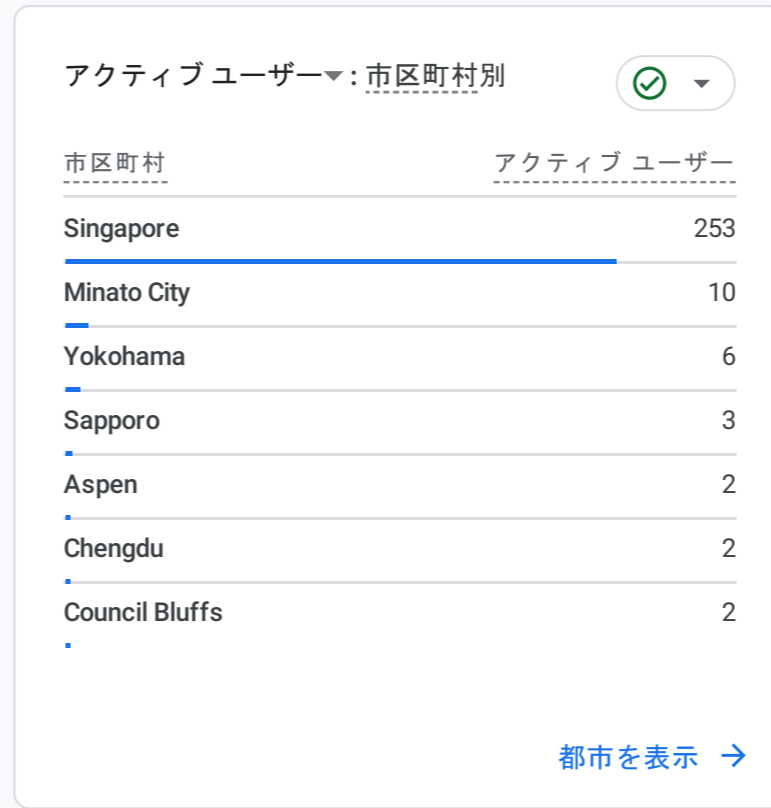 アクティブ ユーザー▼: 市区町村別
市区町村 アクティブ ユーザー
Singapore 253
Minato City 10
Yokohama 6
Sapporo 3
Aspen 2
Chengdu 2
Council Bluffs 2
都市を表示 →